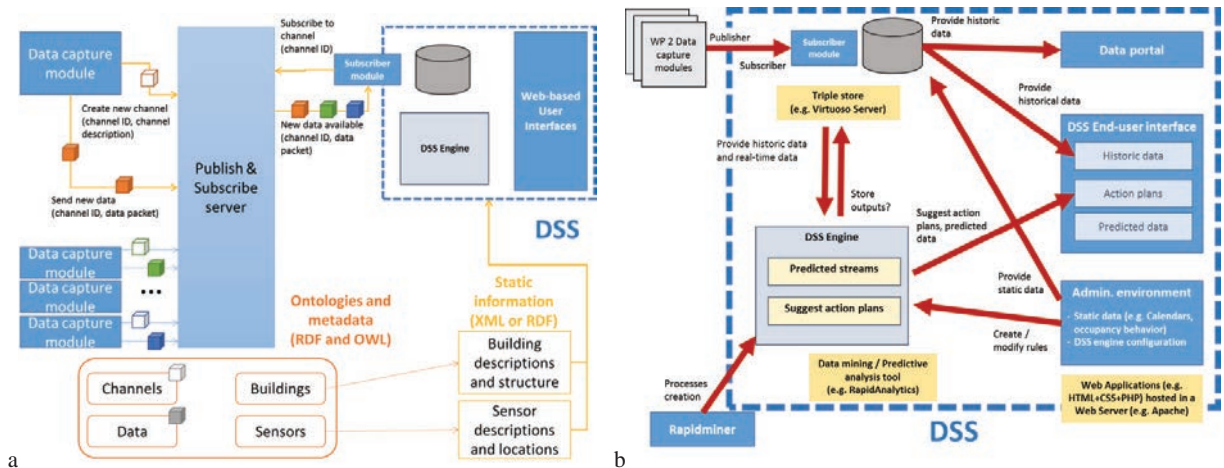 Data capture
module
Create new channel
(channel ID, channel
description)
Send new data
(channel ID, data packet)
Data capture
module
Data capture
module
Data capture
module
Publish &
Subscribe
server
Subscribe to
channel
(channel ID)
Subscriber
module
New data available
(channel ID, data
packet)
DSS Engine
Web-based
User
Interfaces
DSS
Static
information
(XML or RDF)
Ontologies and
metadata
(RDF and OWL)
Channels
Buildings
Data
Sensors
Building
descriptions
and structure
Sensor
descriptions
and locations
a
WP 2 Data
capture
modules
Publisher
Subscriber
Subscriber
module
Provide historic
data
Data portal
Triple store
(e.g. Virtuoso Server)
Provide
historical data
DSS End-user interface
Historic data
Action plans
Predicted data
Provide historic data
and real-time data
Store
outputs?
Suggest action
plans, predicted
data
DSS Engine
Predicted streams
Suggest action plans
Provide
static data
Admin. environment
- Static data (e.g. Calendars,
occupancy behavior)
- DSS engine configuration
Create /
modify rules
Data mining / Predictive
analysis tool
(e.g. RapidAnalytics)
Web Applications (e.g.
HTML+CSS+PHP) hosted in a
Web Server (e.g. Apache)
Processes
creation
Rapidminer
DSS
b